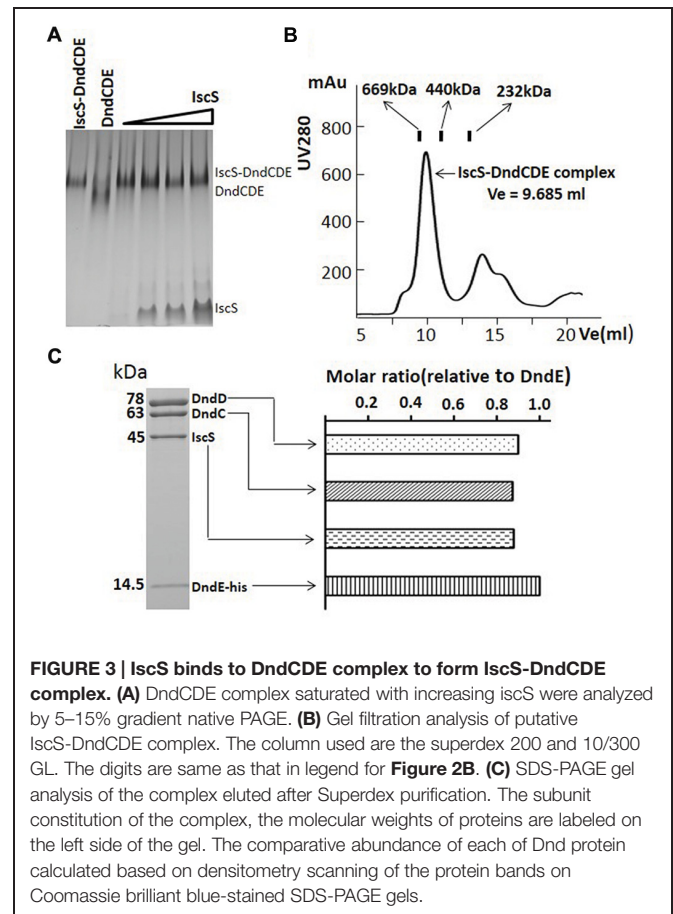 A
IscS-DndCDE
DndCDE
IscS
IscS-DndCDE
DndCDE
IscS
B
mAu
UV280
669kDa 440kDa 232kDa
800
600
400
200
IscS-DndCDE complex
Ve = 9.685 ml
5 10 15 20 Ve(ml)
C
kDa
78
63
45
14.5
DndD
DndC
IscS
DndE-his
Molar ratio(relative to DndE)
0.2 0.4 0.6 0.8 1.0
FIGURE 3 | IscS binds to DndCDE complex to form IscS-DndCDE
complex. (A) DndCDE complex saturated with increasing iscS were analyzed
by 5–15% gradient native PAGE. (B) Gel filtration analysis of putative
IscS-DndCDE complex. The column used are the superdex 200 and 10/300
GL. The digits are same as that in legend for Figure 2B. (C) SDS-PAGE gel
analysis of the complex eluted after Superdex purification. The subunit
constitution of the complex, the molecular weights of proteins are labeled on
the left side of the gel. The comparative abundance of each of Dnd protein
calculated based on densitometry scanning of the protein bands on
Coomassie brilliant blue-stained SDS-PAGE gels.